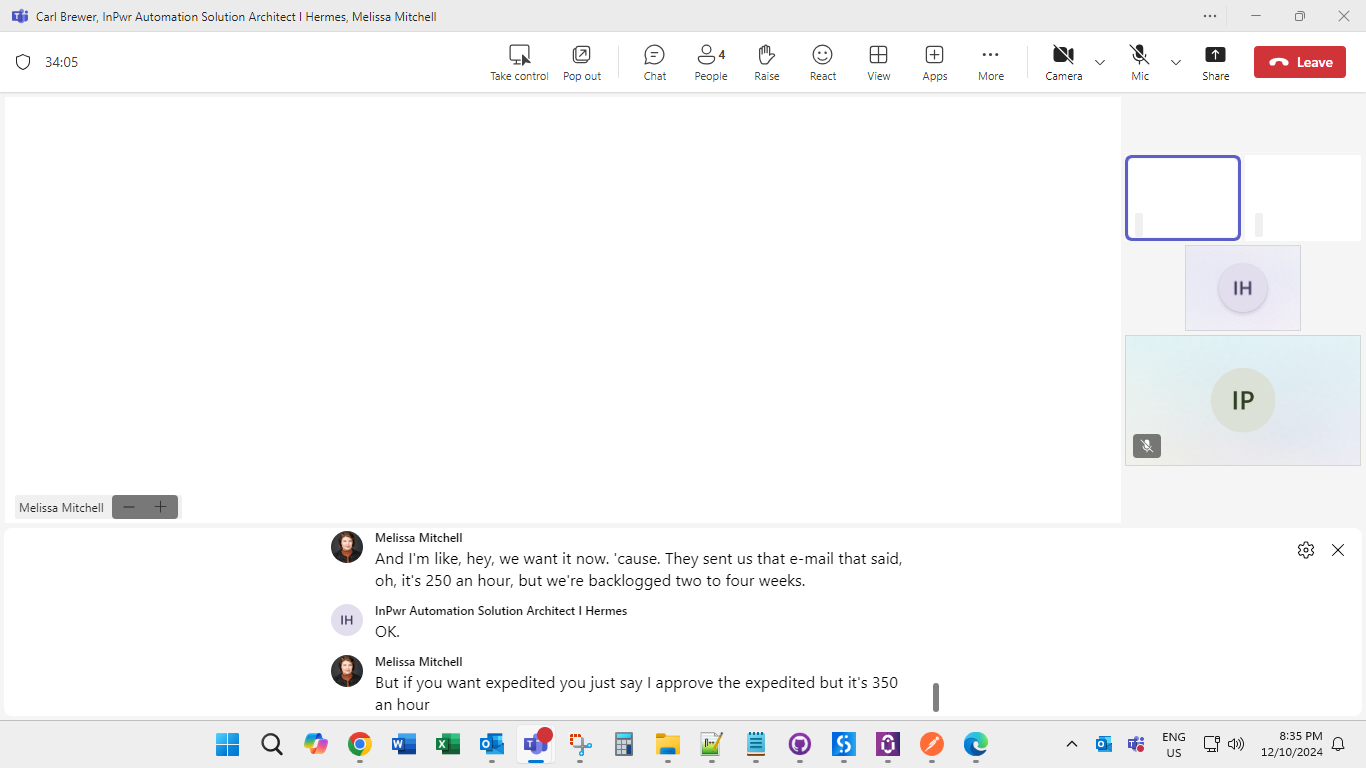 Carl Brewer, InPwr Automation Solution Architect I Hermes, Melissa Mitchell
34:05
Take control
Pop out
Chat
4
People
Raise
React
View
Apps
More
Camera
Mic
Share
Leave
IH
IP
Melissa Mitchell
Melissa Mitchell
And I'm like, hey, we want it now. 'cause. They sent us that e-mail that said,
oh, it's 250 an hour, but we're backlogged two to four weeks.
IH
InPwr Automation Solution Architect I Hermes
OK.
Melissa Mitchell
But if you want expedited you just say I approve the expedited but it's 350
an hour
ENG
US
8:35 PM
12/10/2024